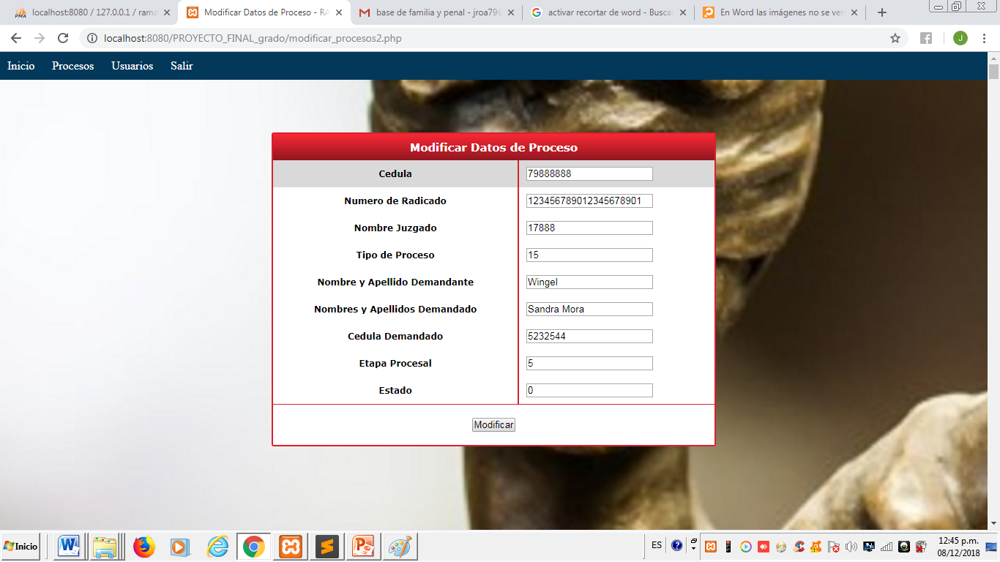 localhost:8080 / 127.0.0.1 / rama
Modificar Datos de Proceso - RA
base de familia y penal - jroa79@
activar recortar de word - Buscar
En Word las imágenes no se ven
localhost:8080/PROYECTO_FINAL_grado/modificar_procesos2.php
J
Inicio Procesos Usuarios Salir
Modificar Datos de Proceso
Cedula 79888888
Numero de Radicado 123456789012345678901
Nombre Juzgado 17888
Tipo de Proceso 15
Nombre y Apellido Demandante Wingel
Nombres y Apellidos Demandado Sandra Mora
Cedula Demandado 5232544
Etapa Procesal 5
Estado 0
Modificar
Inicio
ES
12:45 p.m.
08/12/2018